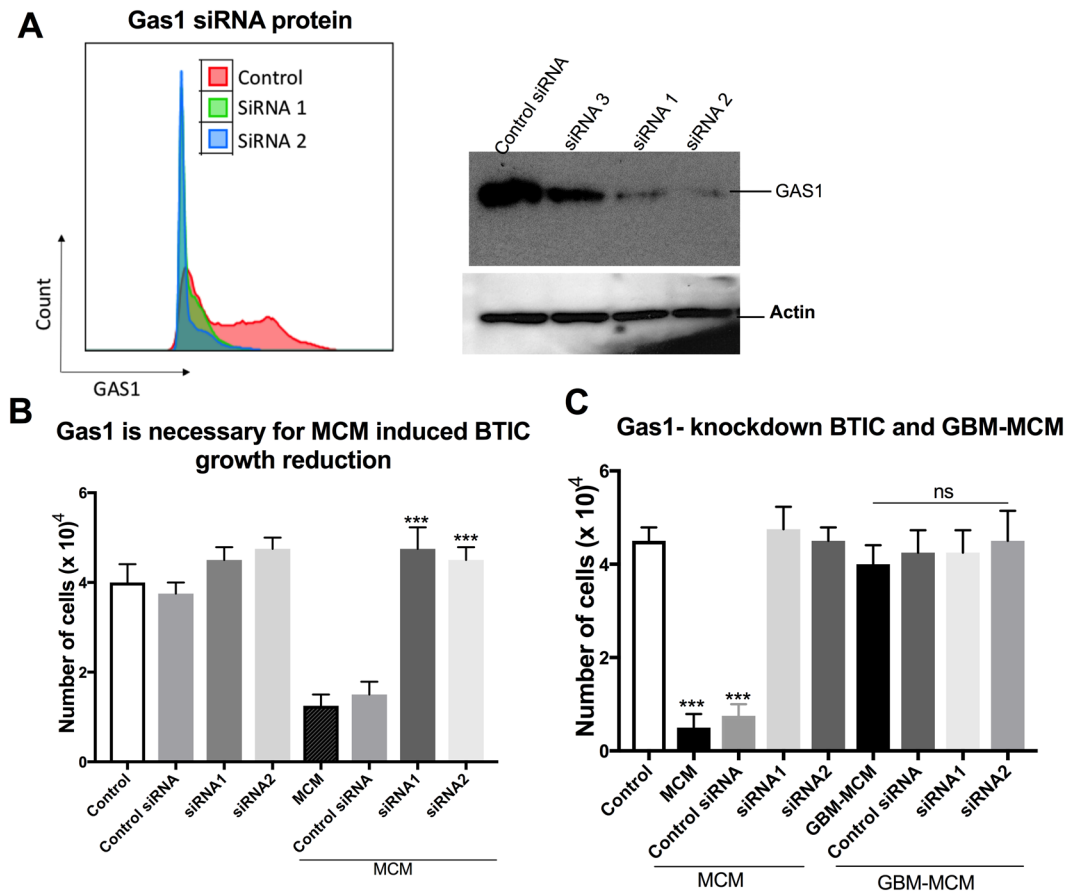 A
Gas1 siRNA protein
Control
SiRNA 1
SiRNA 2
Count
GAS1
Control siRNA
siRNA 3
siRNA 1
siRNA 2
GAS1
Actin
B
Gas1 is necessary for MCM induced BTIC
growth reduction
Number of cells (x 10)4
6
4
2
0
***
***
Control
Control siRNA
siRNA1
siRNA2
MCM
Control siRNA
siRNA1
siRNA2
MCM
C
Gas1- knockdown BTIC and GBM-MCM
Number of cells (x 10)4
6
4
2
0
***
***
ns
Control
MCM
Control siRNA
siRNA1
siRNA2
GBM-MCM
Control siRNA
siRNA1
siRNA2
MCM
GBM-MCM